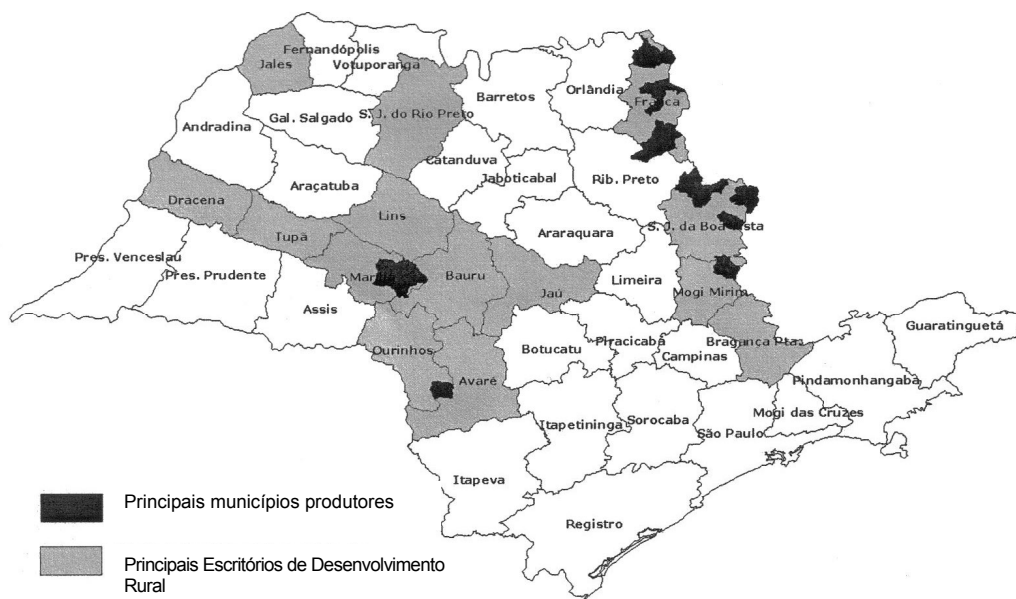 Fernandópolis
Jales
Votuporanga
Barretos
Orlândia
Franca
Gal. Salgado
S. J. do Rio Preto
Andradina
Catanduva
Jaboticabal
Rib. Preto
Araçatuba
Dracena
Lins
Tupã
Araraquara
S. J. da Boa Vista
Pres. Venceslau
Pres. Prudente
Marília
Bauru
Jaú
Limeira
Mogi Mirim
Assis
Guaratinguetá
Ourinhos
Botucatu
Piracicaba
Campinas
Bragança Pta.
Avaré
Pindamonhangaba
Itapetininga
Sorocaba
São Paulo
Mogi das Cruzes
Itapeva
Registro
Principais municípios produtores
Principais Escritórios de Desenvolvimento
Rural